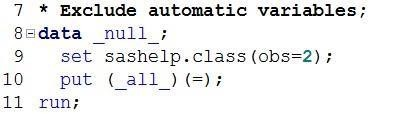 7 * Exclude automatic variables;
8 data _null_;
9 set sashelp.class(obs=2);
10 put (_all_)(=);
11 run;